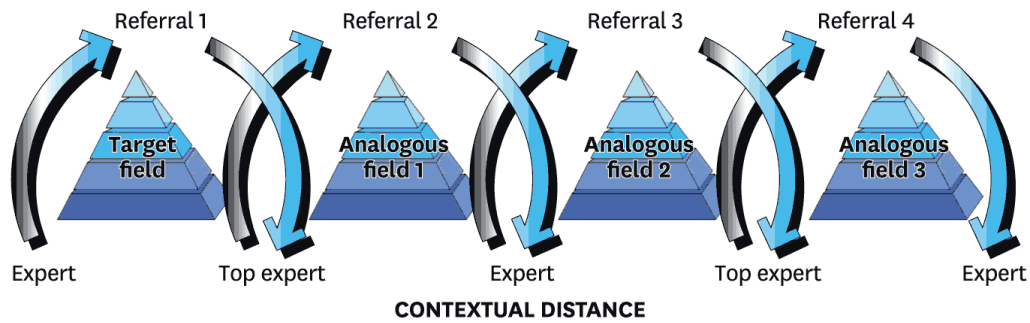 Referral 1
Referral 2
Referral 3
Referral 4
Target
field
Analogous
field 1
Analogous
field 2
Analogous
field 3
Expert
Top expert
Expert
Top expert
Expert
CONTEXTUAL DISTANCE